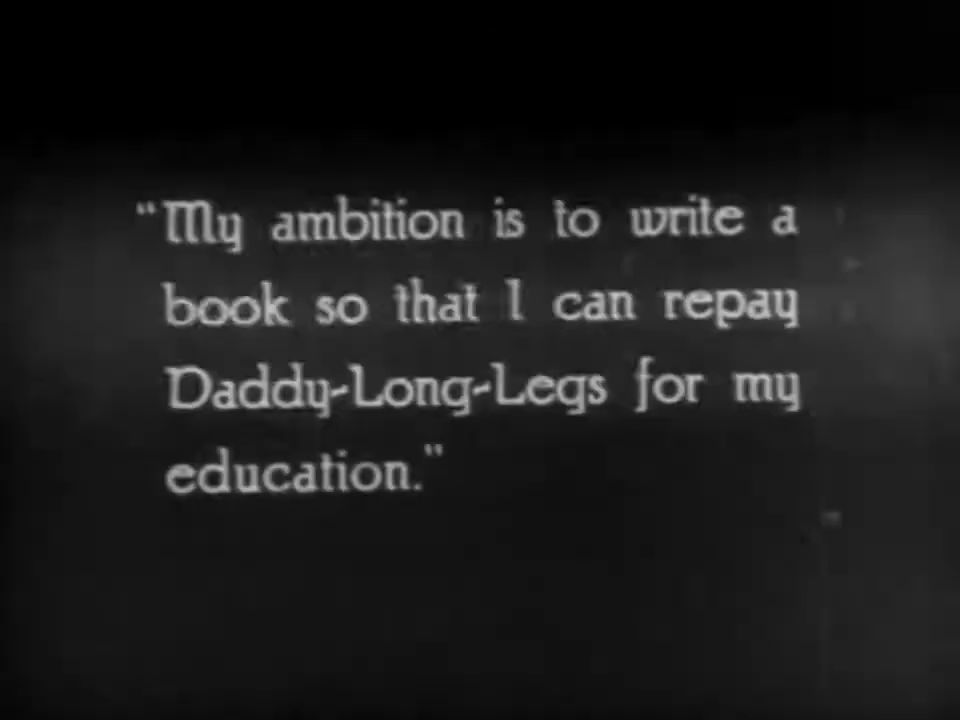 “My ambition is to write a
book so that I can repay
Daddy-Long-Legs for my
education.”